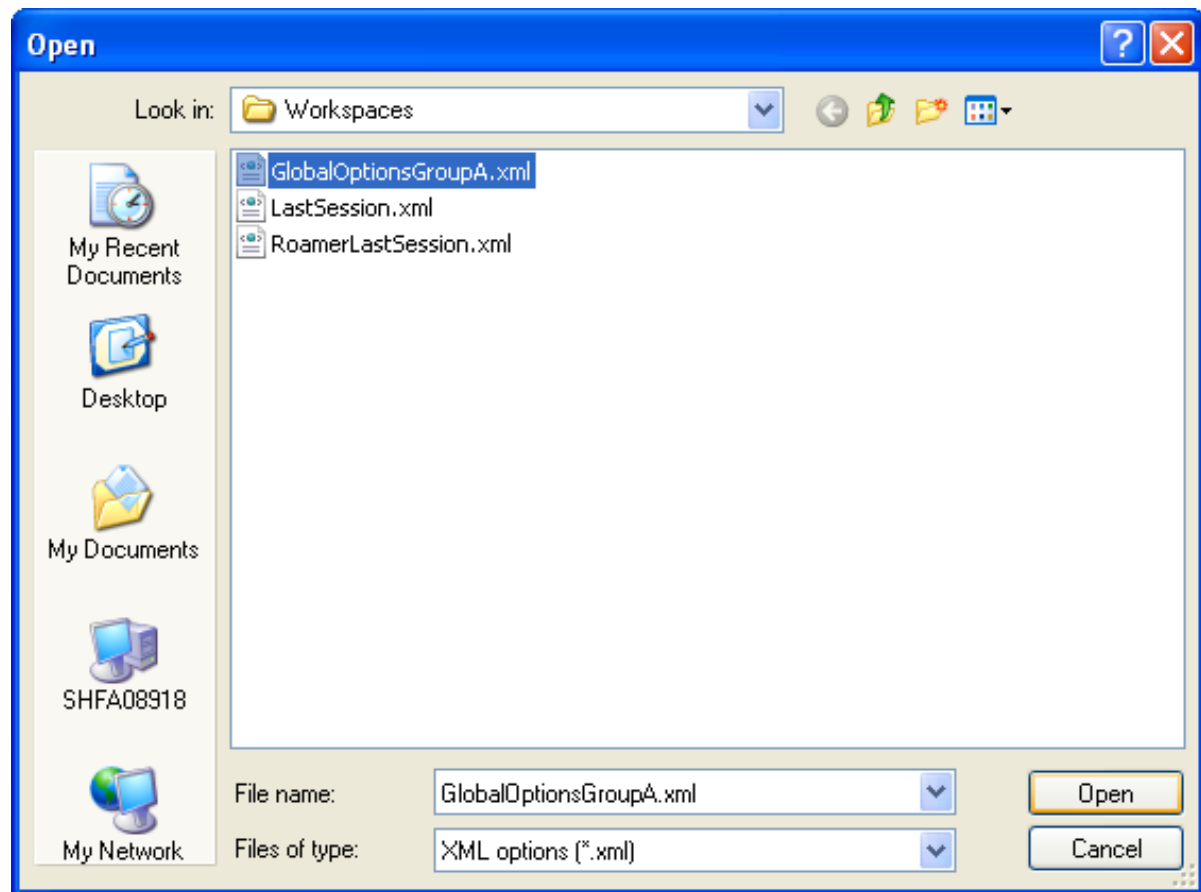 Open
Look in: Workspaces
GlobalOptionsGroupA.xml
LastSession.xml
RoamerLastSession.xml
My Recent
Documents
Desktop
My Documents
SHFA08918
My Network
File name: GlobalOptionsGroupA.xml Open
Files of type: XML options (*.xml) Cancel